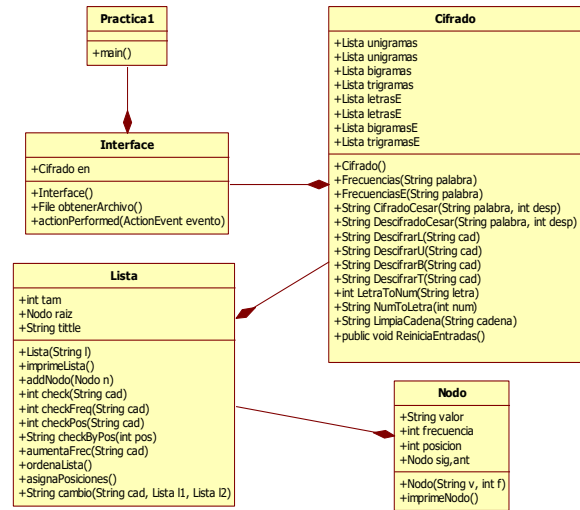 Practica1
+main()
Interface
+Cifrado en
+Interface()
+File obtenerArchivo()
+actionPerformed(ActionEvent evento)
Cifrado
+Lista unigramas
+Lista unigramas
+Lista bigramas
+Lista trigramas
+Lista letrasE
+Lista letrasE
+Lista bigramasE
+Lista trigramasE
+Cifrado()
+Frecuencias(String palabra)
+FrecuenciasE(String palabra)
+String CifradoCesar(String palabra, int desp)
+String DescifradoCesar(String palabra, int desp)
+String DescifrarL(String cad)
+String DescifrarU(String cad)
+String DescifrarB(String cad)
+String DescifrarT(String cad)
+int LetraToNum(String letra)
+String NumToLetra(int num)
+String LimpiaCadena(String cadena)
+public void ReiniciaEntradas()
Lista
+int tam
+Nodo raiz
+String tittle
+Lista(String l)
+imprimeLista()
+addNodo(Nodo n)
+int check(String cad)
+int checkFreq(String cad)
+int checkPos(String cad)
+String checkByPos(int pos)
+aumentaFrec(String cad)
+ordenaLista()
+asignaPosiciones()
+String cambio(String cad, Lista l1, Lista l2)
Nodo
+String valor
+int frecuencia
+int posicion
+Nodo sig,ant
+Nodo(String v, int f)
+imprimeNodo()